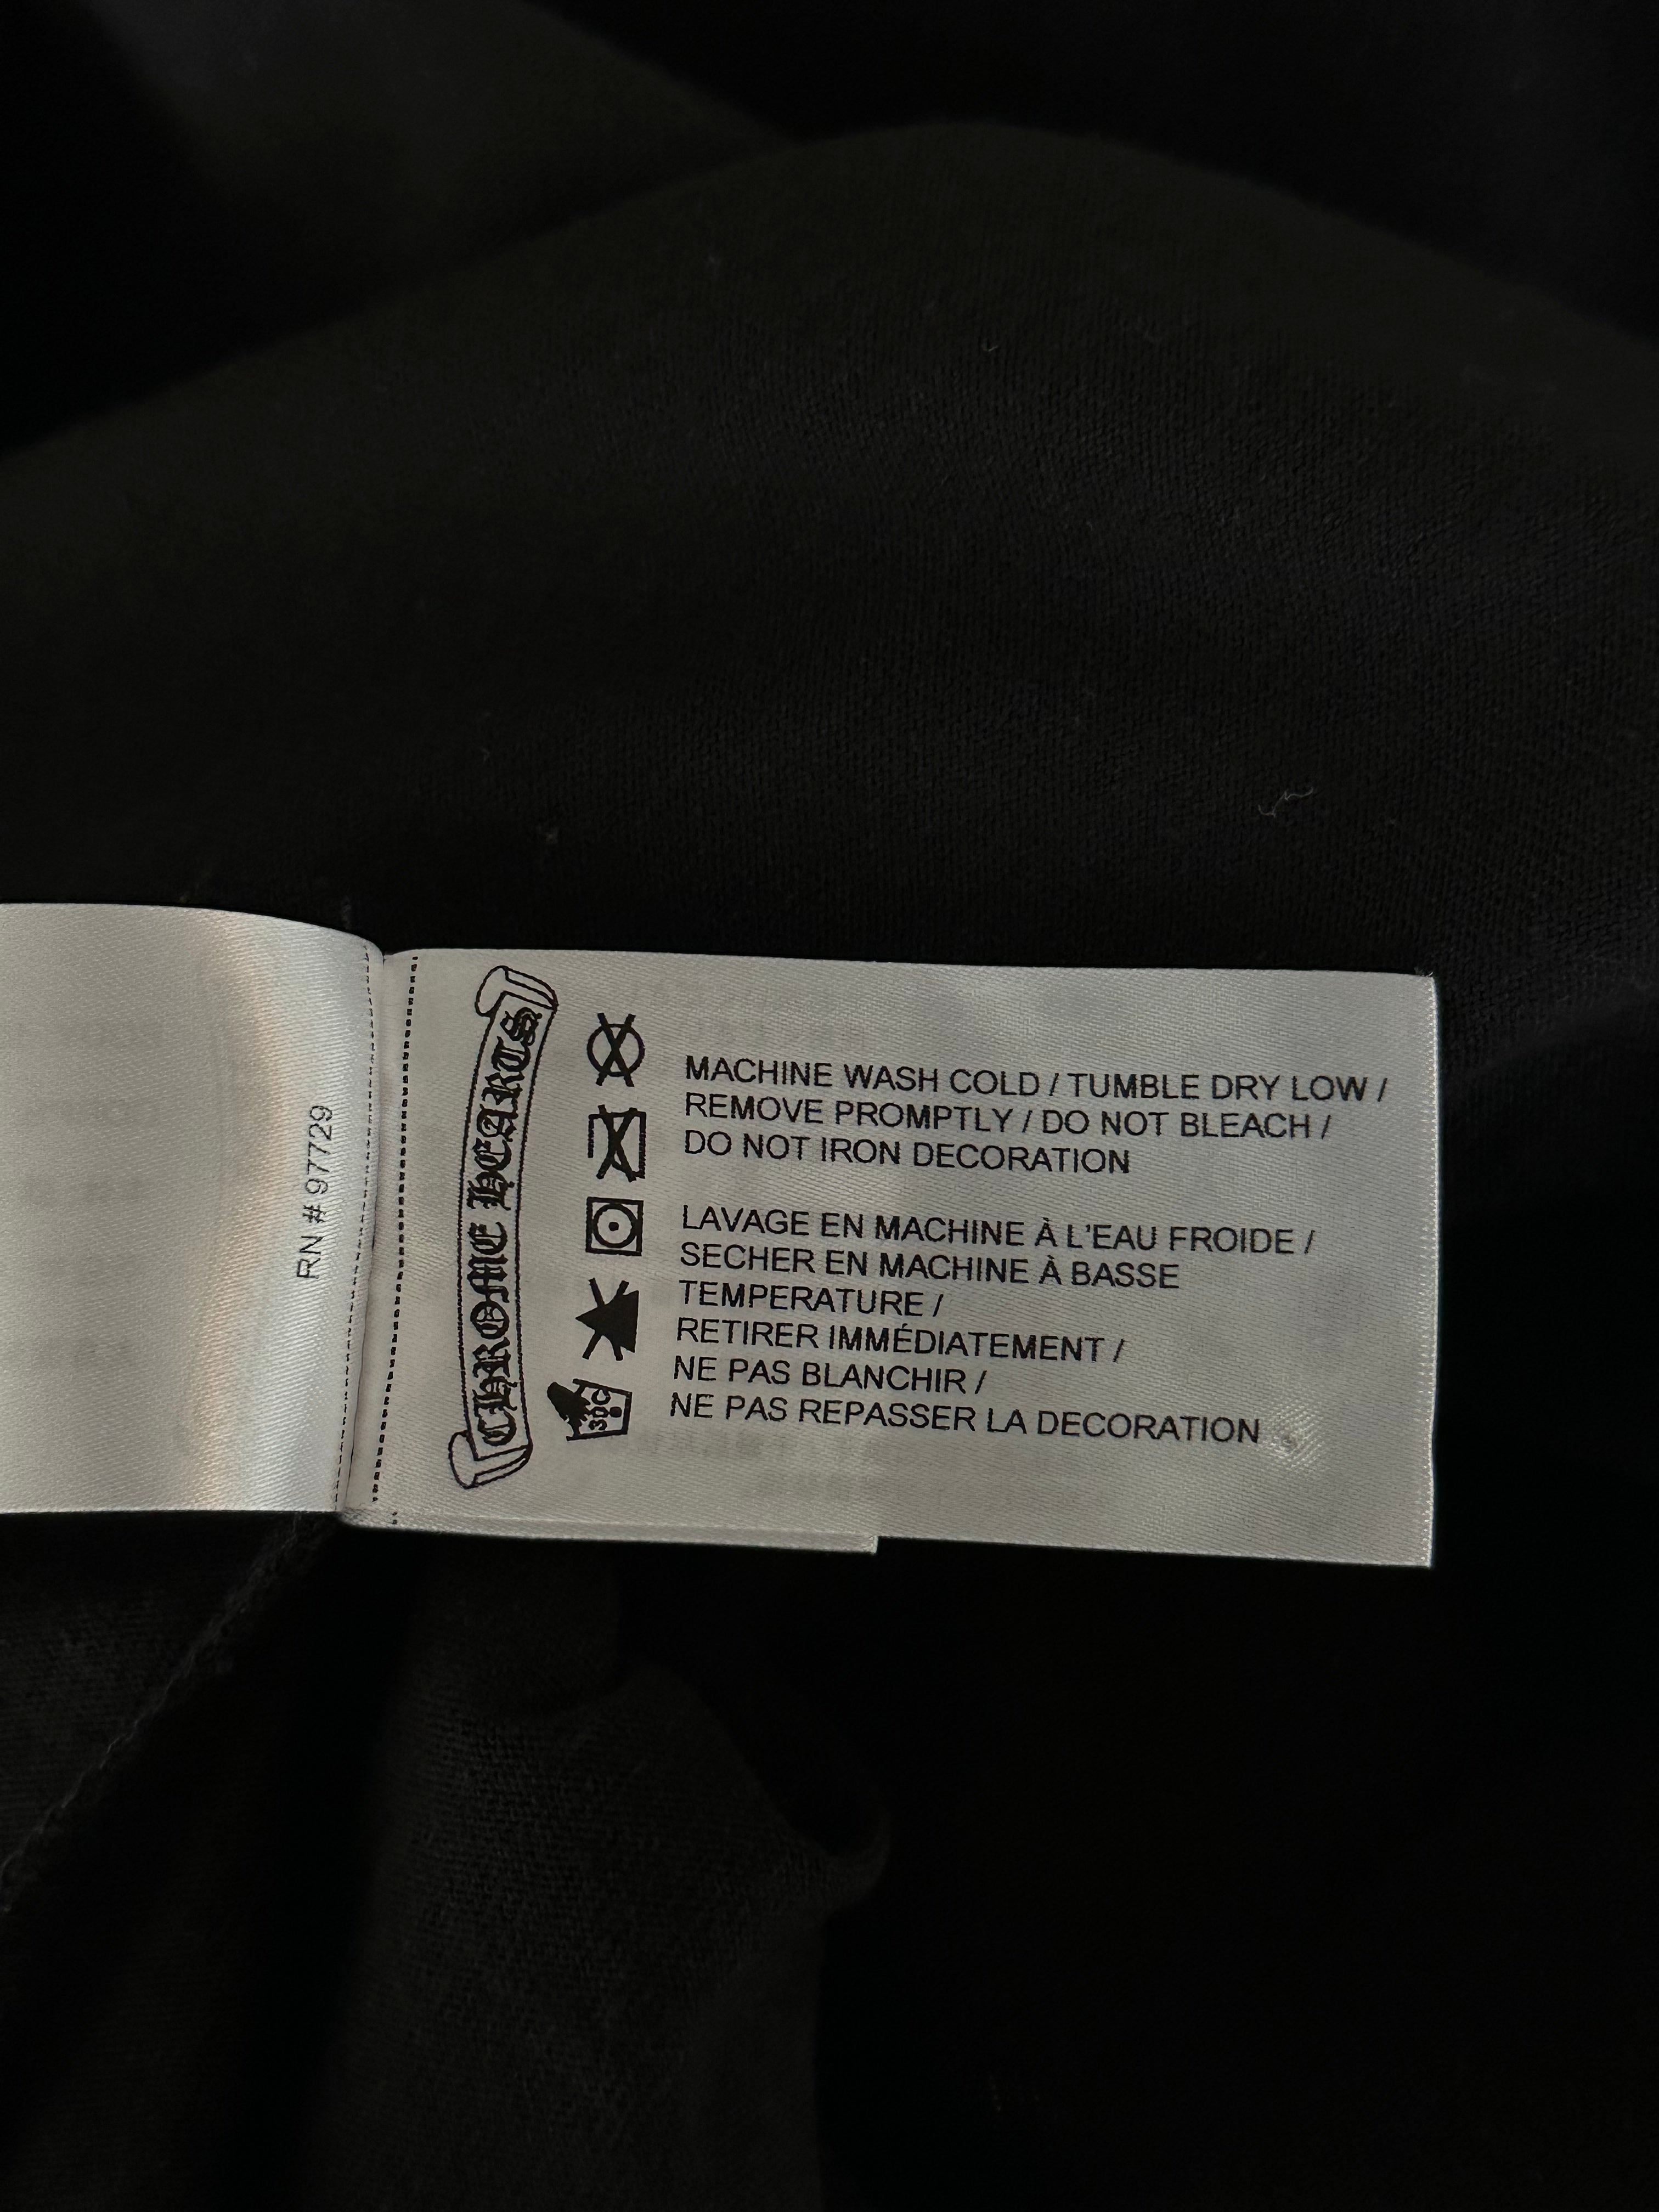 RN # 97729
CHROME HEARTS
MACHINE WASH COLD / TUMBLE DRY LOW /
REMOVE PROMPTLY / DO NOT BLEACH /
DO NOT IRON DECORATION
LAVAGE EN MACHINE À L'EAU FROIDE /
SECHER EN MACHINE À BASSE
TEMPERATURE /
RETIRER IMMÉDIATEMENT /
NE PAS BLANCHIR /
NE PAS REPASSER LA DECORATION
30C